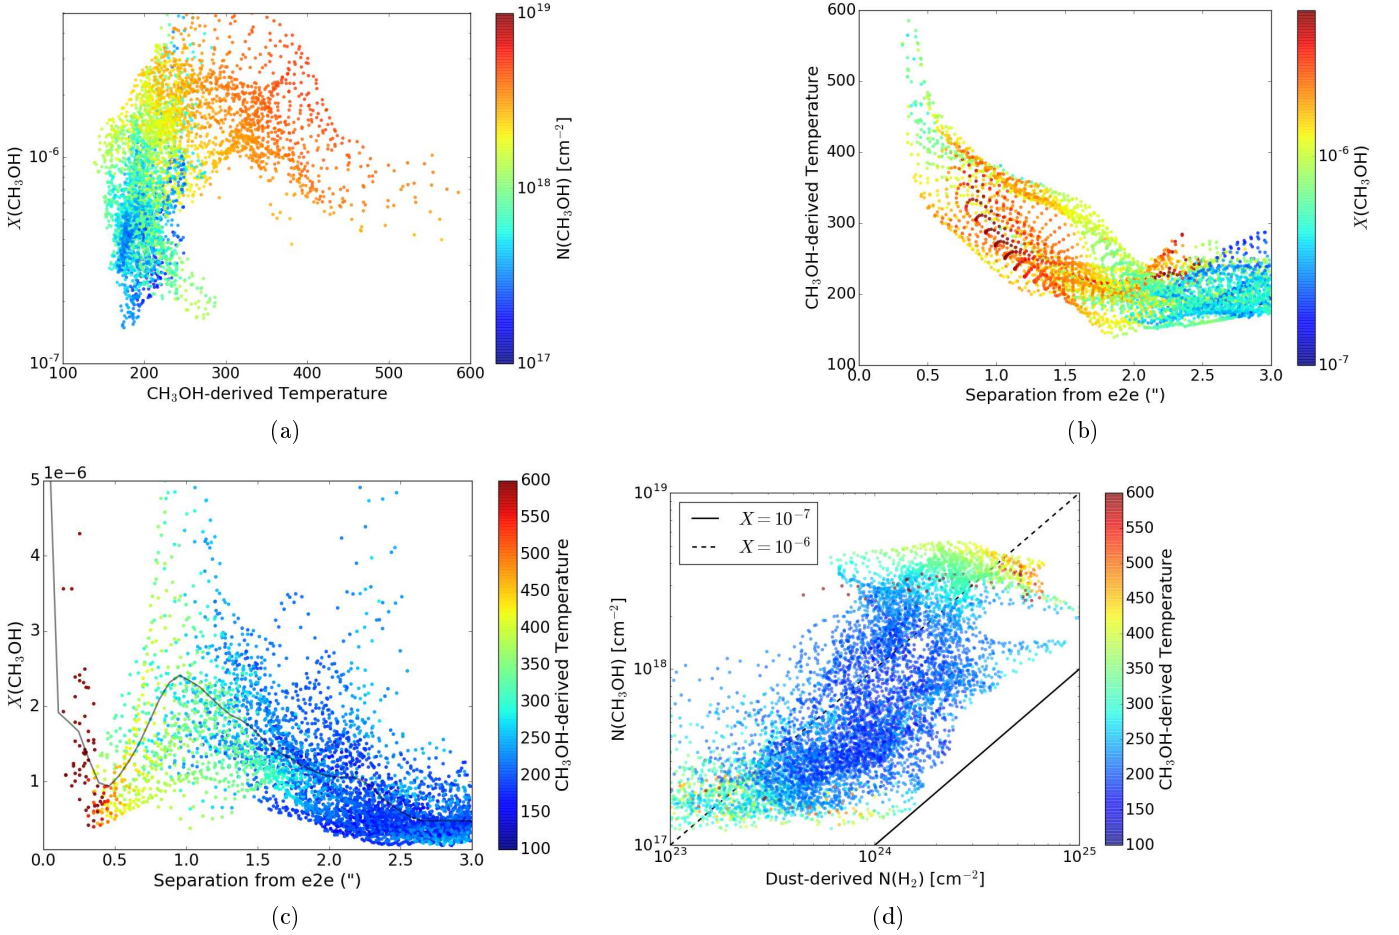 10^19
10^18
10^17
N(CH₃OH) [cm⁻²]
10^-6
10^-7
X(CH₃OH)
100 200 300 400 500 600
CH₃OH-derived Temperature
(a)
600
500
400
300
200
100
CH₃OH-derived Temperature
0.0 0.5 1.0 1.5 2.0 2.5 3.0
Separation from e2e (")
10^-6
10^-7
X(CH₃OH)
(b)
1e−6
5
4
3
2
1
X(CH₃OH)
0.0 0.5 1.0 1.5 2.0 2.5 3.0
Separation from e2e (")
600
550
500
450
400
350
300
250
200
150
100
CH₃OH-derived Temperature
(c)
X = 10⁻⁷
X = 10⁻⁶
10^19
10^18
10^17
N(CH₃OH) [cm⁻²]
10^23 10^24 10^25
Dust-derived N(H₂) [cm⁻²]
600
550
500
450
400
350
300
250
200
150
100
CH₃OH-derived Temperature
(d)